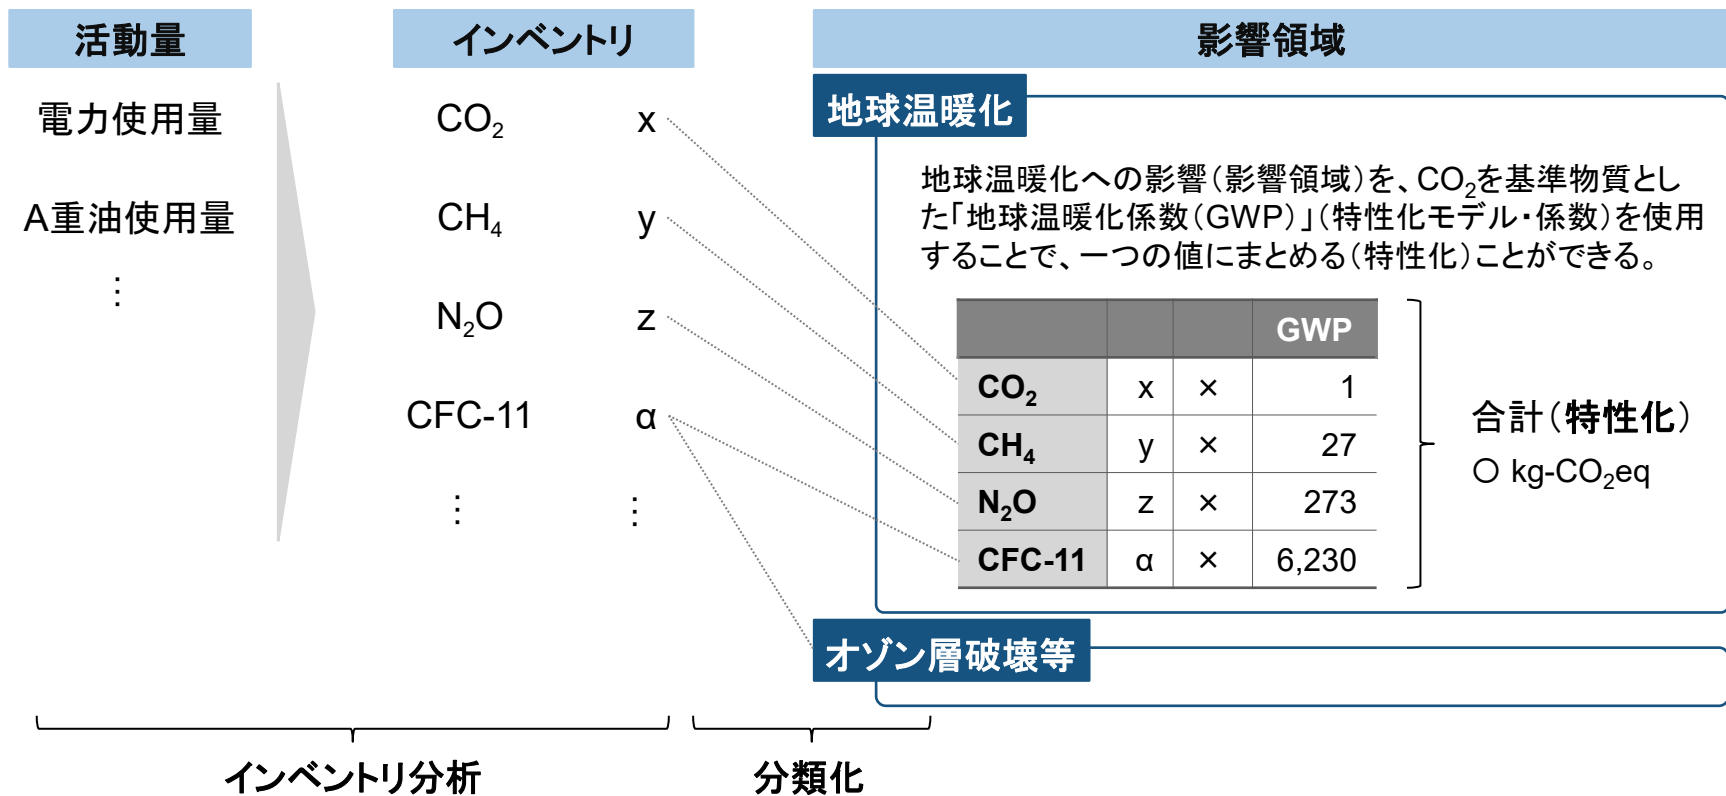 活動量
インベントリ
影響領域
電力使用量
A重油使用量
⋮
CO₂ x
CH₄ y
N₂O z
CFC-11 α
⋮ ⋮
地球温暖化
地球温暖化への影響（影響領域）を、CO₂を基準物質とし
た「地球温暖化係数（GWP）」（特性化モデル・係数）を使用
することで、一つの値にまとめる（特性化）ことができる。
GWP
CO₂ x × 1
CH₄ y × 27
N₂O z × 273
CFC-11 α × 6,230
合計（特性化）
○ kg-CO₂eq
オゾン層破壊等
インベントリ分析
分類化